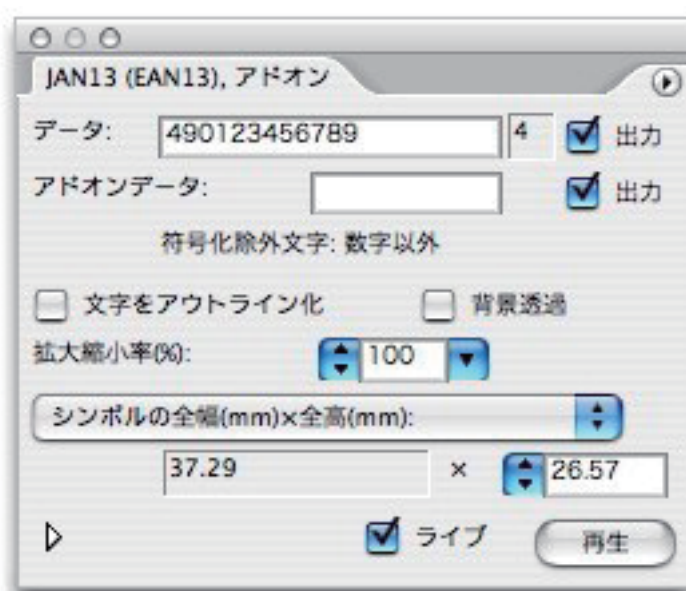 JAN13 (EAN13), アドオン
データ: 490123456789 4 出力
アドオンデータ: 出力
符号化除外文字: 数字以外
文字をアウトライン化 背景透過
拡大縮小率(%): 100
シンボルの全幅(mm)×全高(mm):
37.29 × 26.57
ライブ 再生